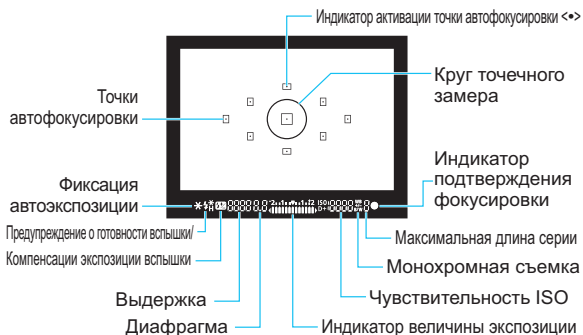 Индикатор активации точки автофокусировки <•>
Круг точечного
замера
Точки
автофокусировки
Индикатор
подтверждения
фокусировки
Фиксация
автоэкспозиции
Предупреждение о готовности вспышки/
Компенсации экспозиции вспышки
Максимальная длина серии
Монохромная съемка
Выдержка
Чувствительность ISO
Диафрагма
Индикатор величины экспозиции